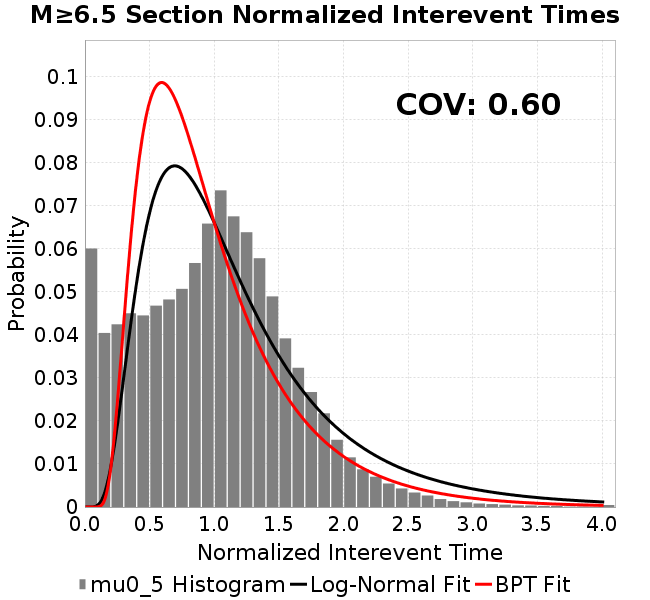 M≥6.5 Section Normalized Interevent Times
COV: 0.60
Probability
0.1
0.09
0.08
0.07
0.06
0.05
0.04
0.03
0.02
0.01
0
0.0 0.5 1.0 1.5 2.0 2.5 3.0 3.5 4.0
Normalized Interevent Time
mu0_5 Histogram Log-Normal Fit BPT Fit